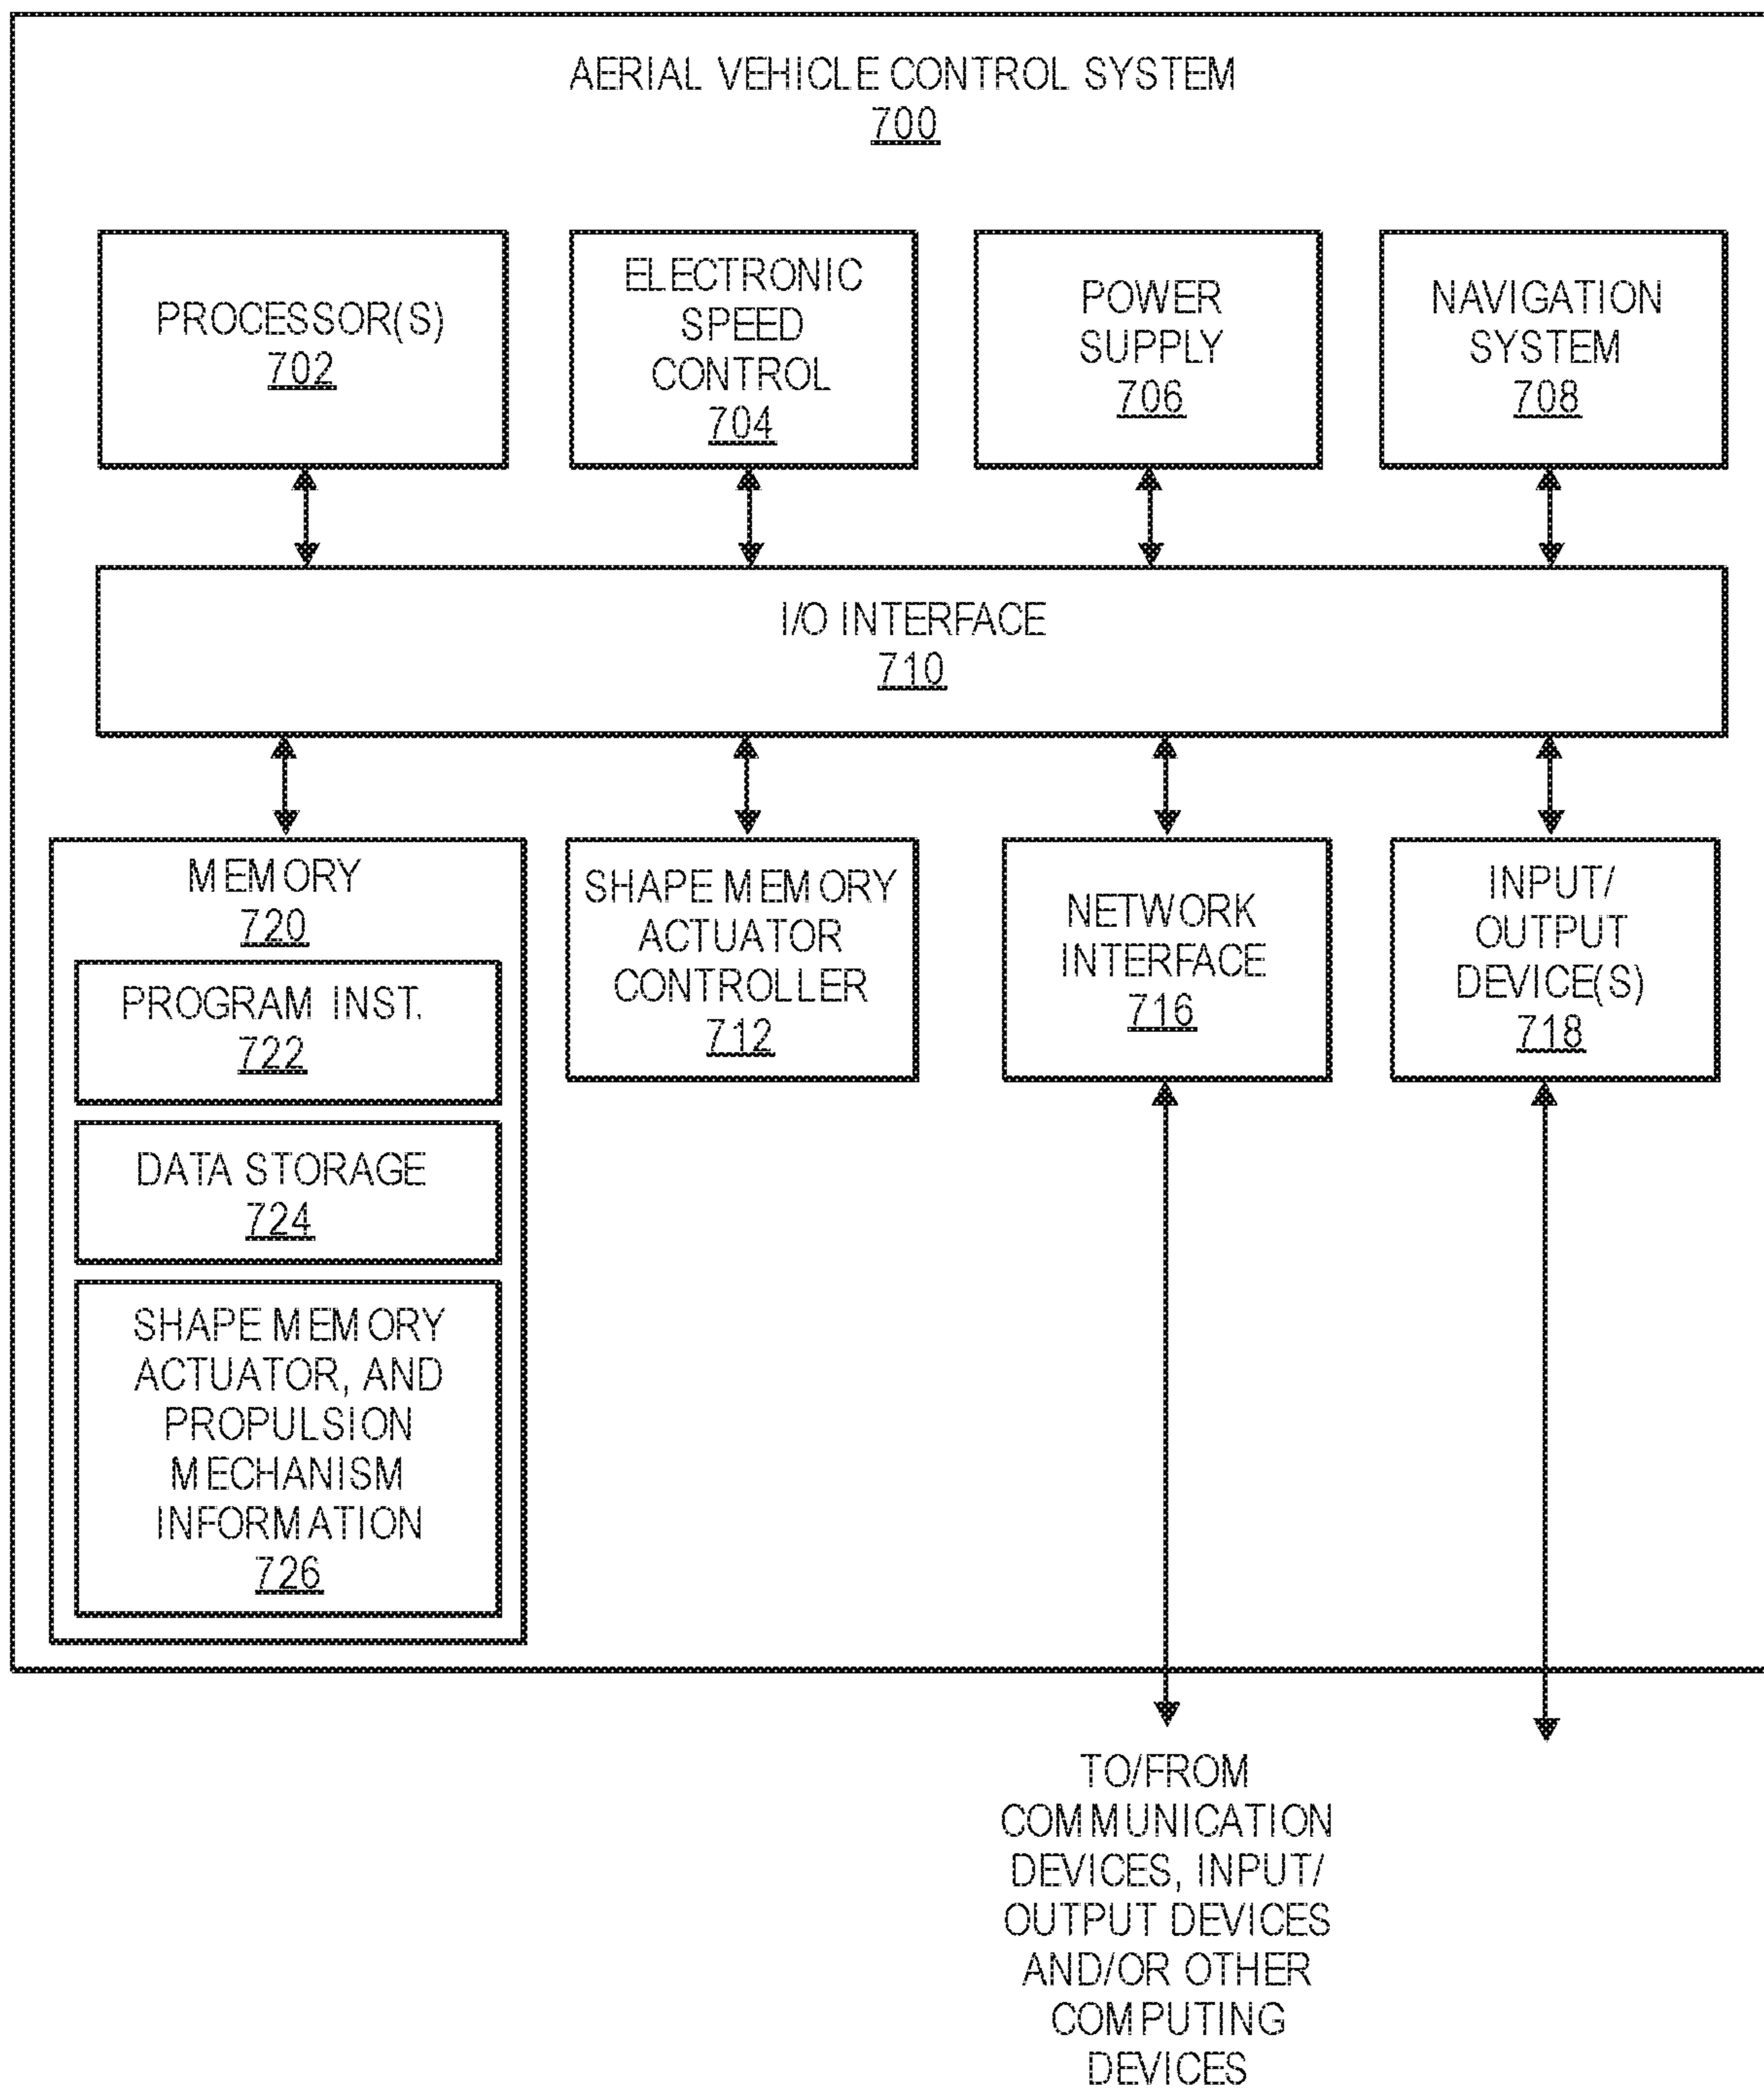 AERIAL VEHICLE CONTROL SYSTEM
700
PROCESSOR(S)
702
ELECTRONIC
SPEED
CONTROL
704
POWER
SUPPLY
706
NAVIGATION
SYSTEM
708
I/O INTERFACE
710
MEMORY
720
PROGRAM INST.
722
DATA STORAGE
724
SHAPE MEMORY
ACTUATOR, AND
PROPULSION
MECHANISM
INFORMATION
726
SHAPE MEMORY
ACTUATOR
CONTROLLER
712
NETWORK
INTERFACE
716
INPUT/
OUTPUT
DEVICE(S)
718
TO/FROM
COMMUNICATION
DEVICES, INPUT/
OUTPUT DEVICES
AND/OR OTHER
COMPUTING
DEVICES